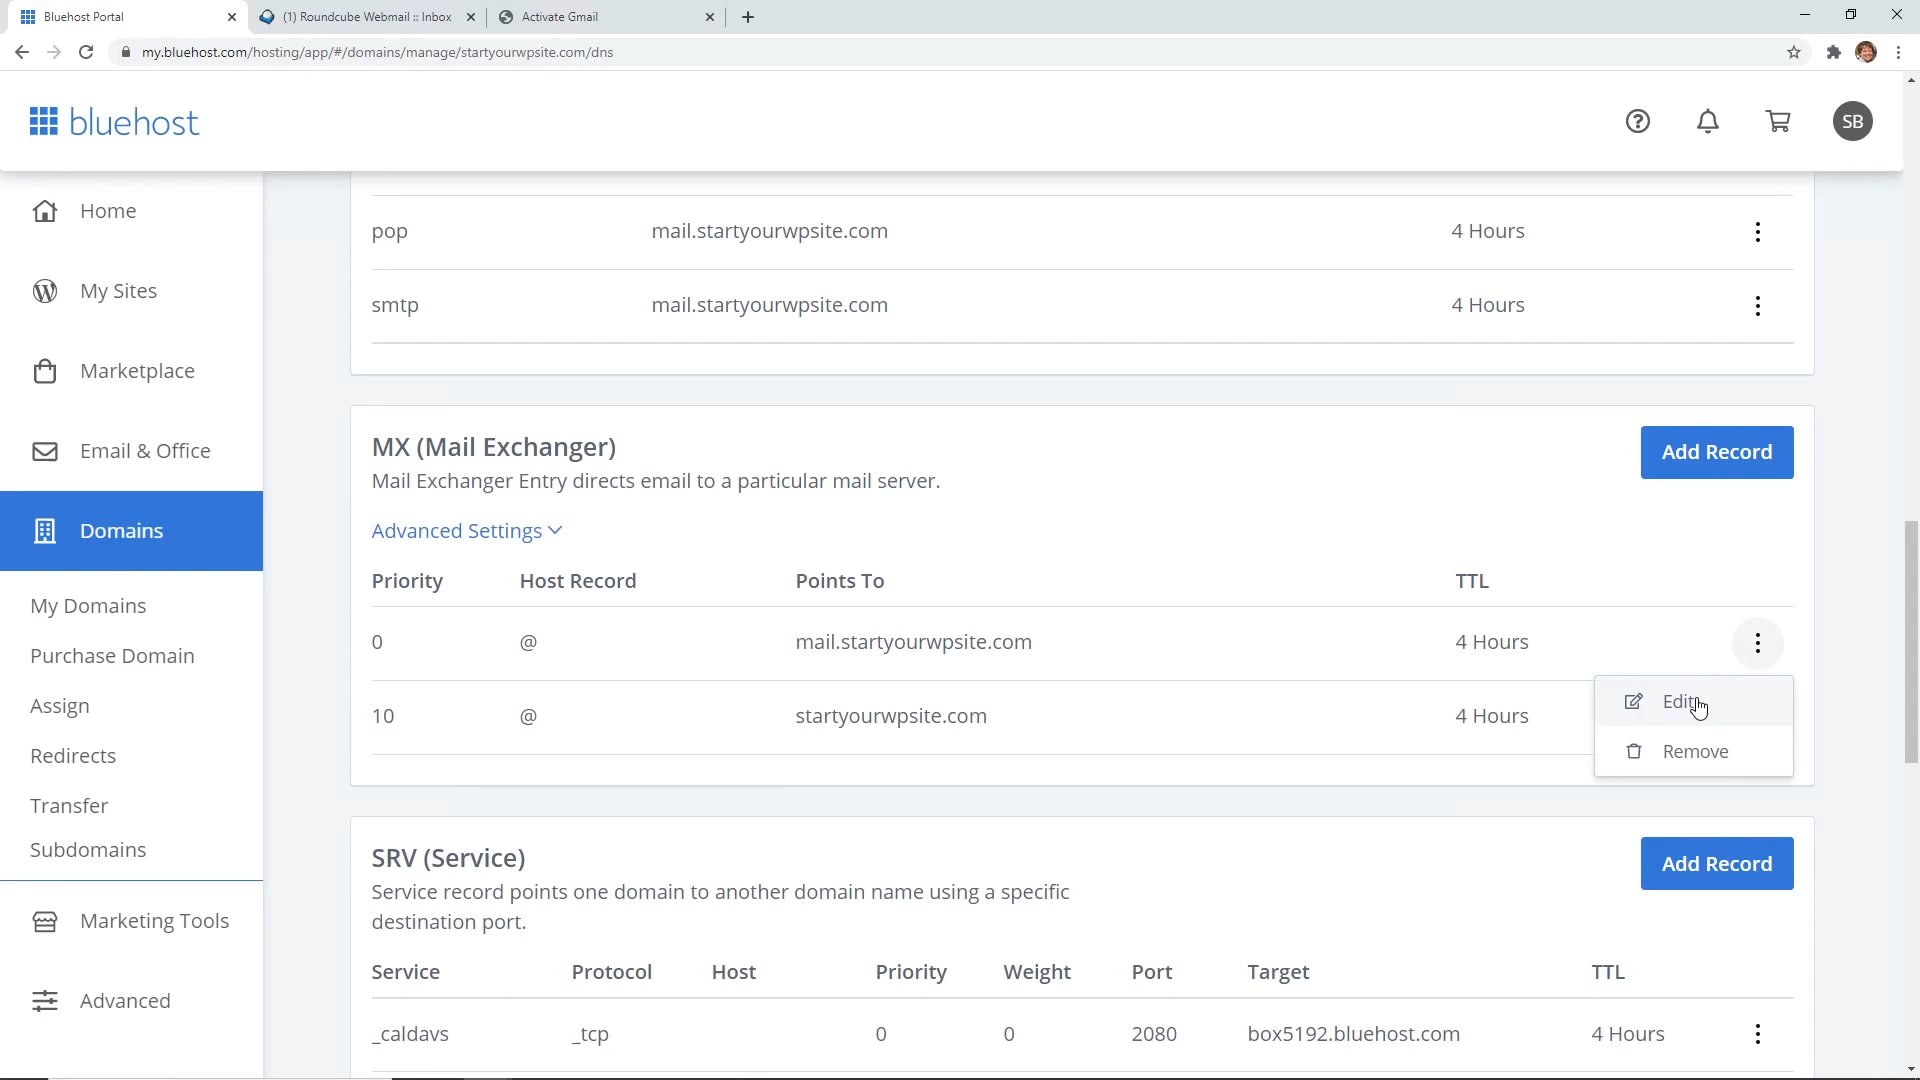 Bluehost Portal
(1) Roundcube Webmail :: Inbox
Activate Gmail
my.bluehost.com/hosting/app/#/domains/manage/startyourwpsite.com/dns
bluehost
SB
Home
My Sites
Marketplace
Email & Office
Domains
My Domains
Purchase Domain
Assign
Redirects
Transfer
Subdomains
Marketing Tools
Advanced
pop mail.startyourwpsite.com 4 Hours
smtp mail.startyourwpsite.com 4 Hours
MX (Mail Exchanger)
Add Record
Mail Exchanger Entry directs email to a particular mail server.
Advanced Settings
Priority Host Record Points To TTL
0 @ mail.startyourwpsite.com 4 Hours
10 @ startyourwpsite.com 4 Hours
Edit
Remove
SRV (Service)
Add Record
Service record points one domain to another domain name using a specific
destination port.
Service Protocol Host Priority Weight Port Target TTL
_caldavs _tcp 0 0 2080 box5192.bluehost.com 4 Hours